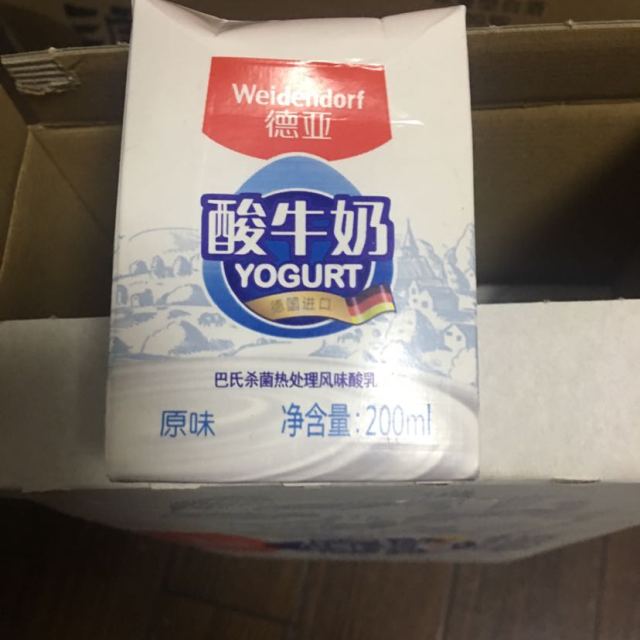 Weidendorf
德亚
酸牛奶
YOGURT
德国进口
巴氏杀菌热处理风味酸乳
原味 净含量:200ml